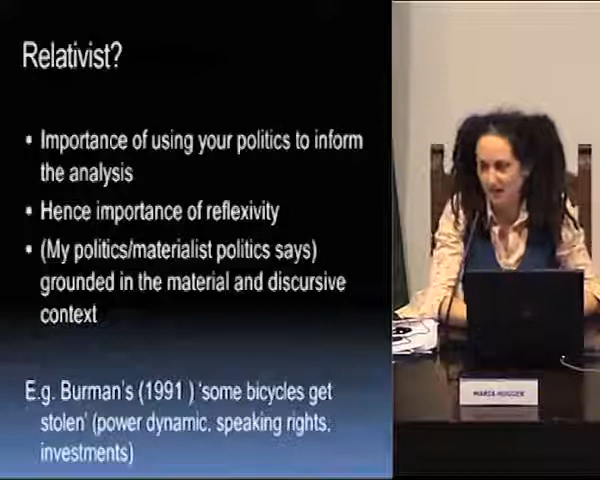 Relativist?
▪ Importance of using your politics to inform
the analysis
▪ Hence importance of reflexivity
▪ (My politics/materialist politics says)
grounded in the material and discursive
context
E.g. Burman's (1991 ) 'some bicycles get
stolen' (power dynamic, speaking rights,
investments)
MARIA